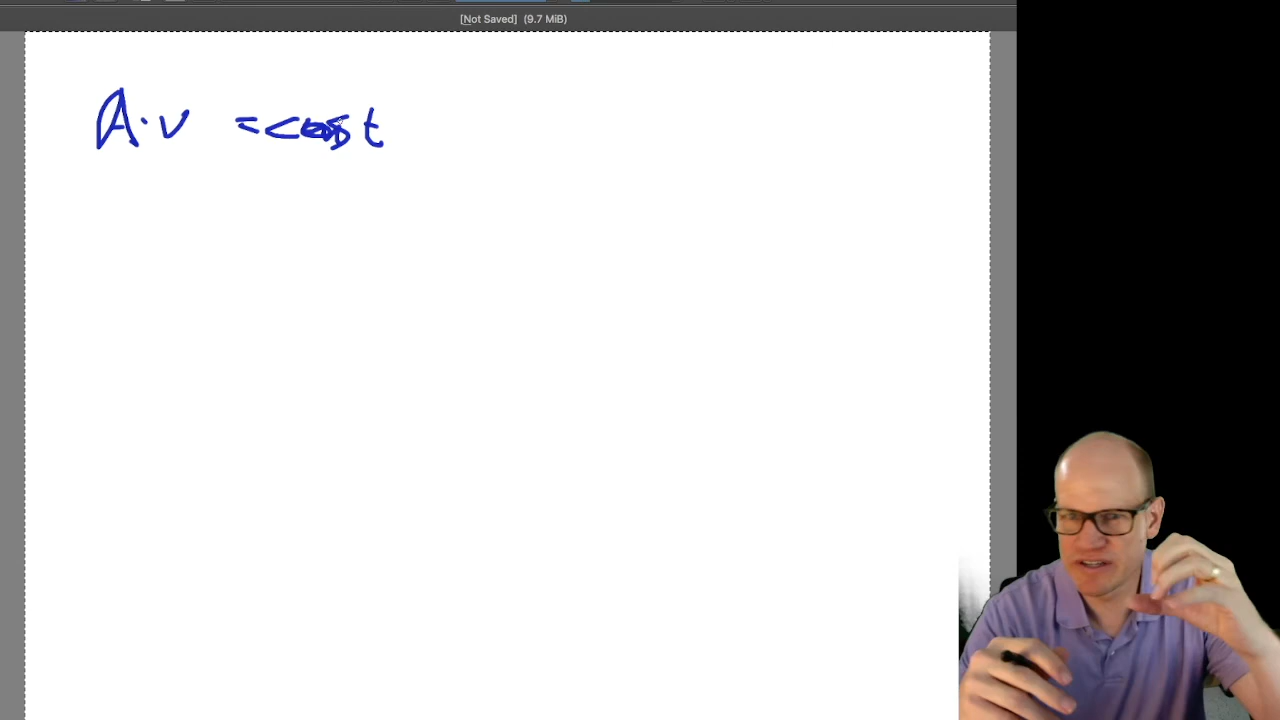 [Not Saved] (9.7 MiB)
A · v = const